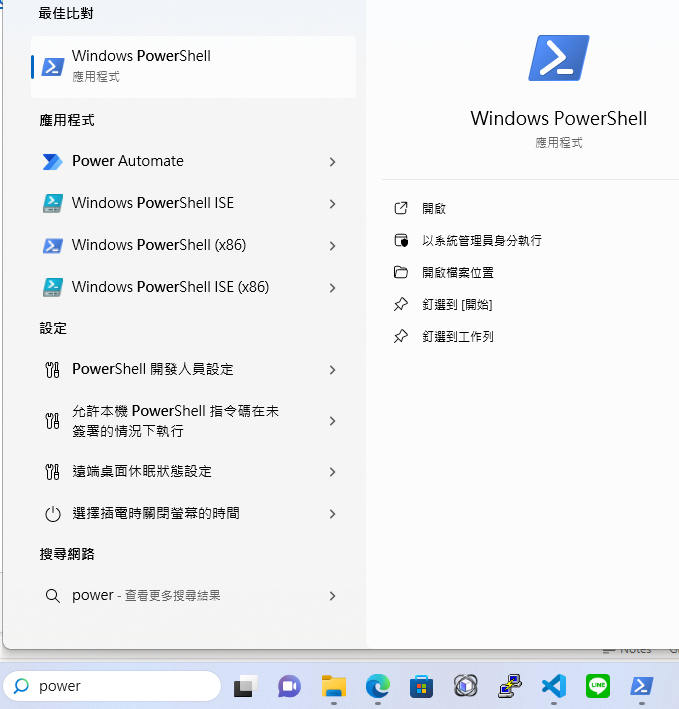 最佳比對
Windows PowerShell
應用程式
應用程式
Power Automate
Windows PowerShell ISE
Windows PowerShell (x86)
Windows PowerShell ISE (x86)
設定
PowerShell 開發人員設定
允許本機 PowerShell 指令碼在未
簽署的情況下執行
遠端桌面休眠狀態設定
選擇插電時關閉螢幕的時間
搜尋網路
power - 查看更多搜尋結果
Windows PowerShell
應用程式
開啟
以系統管理員身分執行
開啟檔案位置
釘選到 [開始]
釘選到工作列
Notes
power
LINE